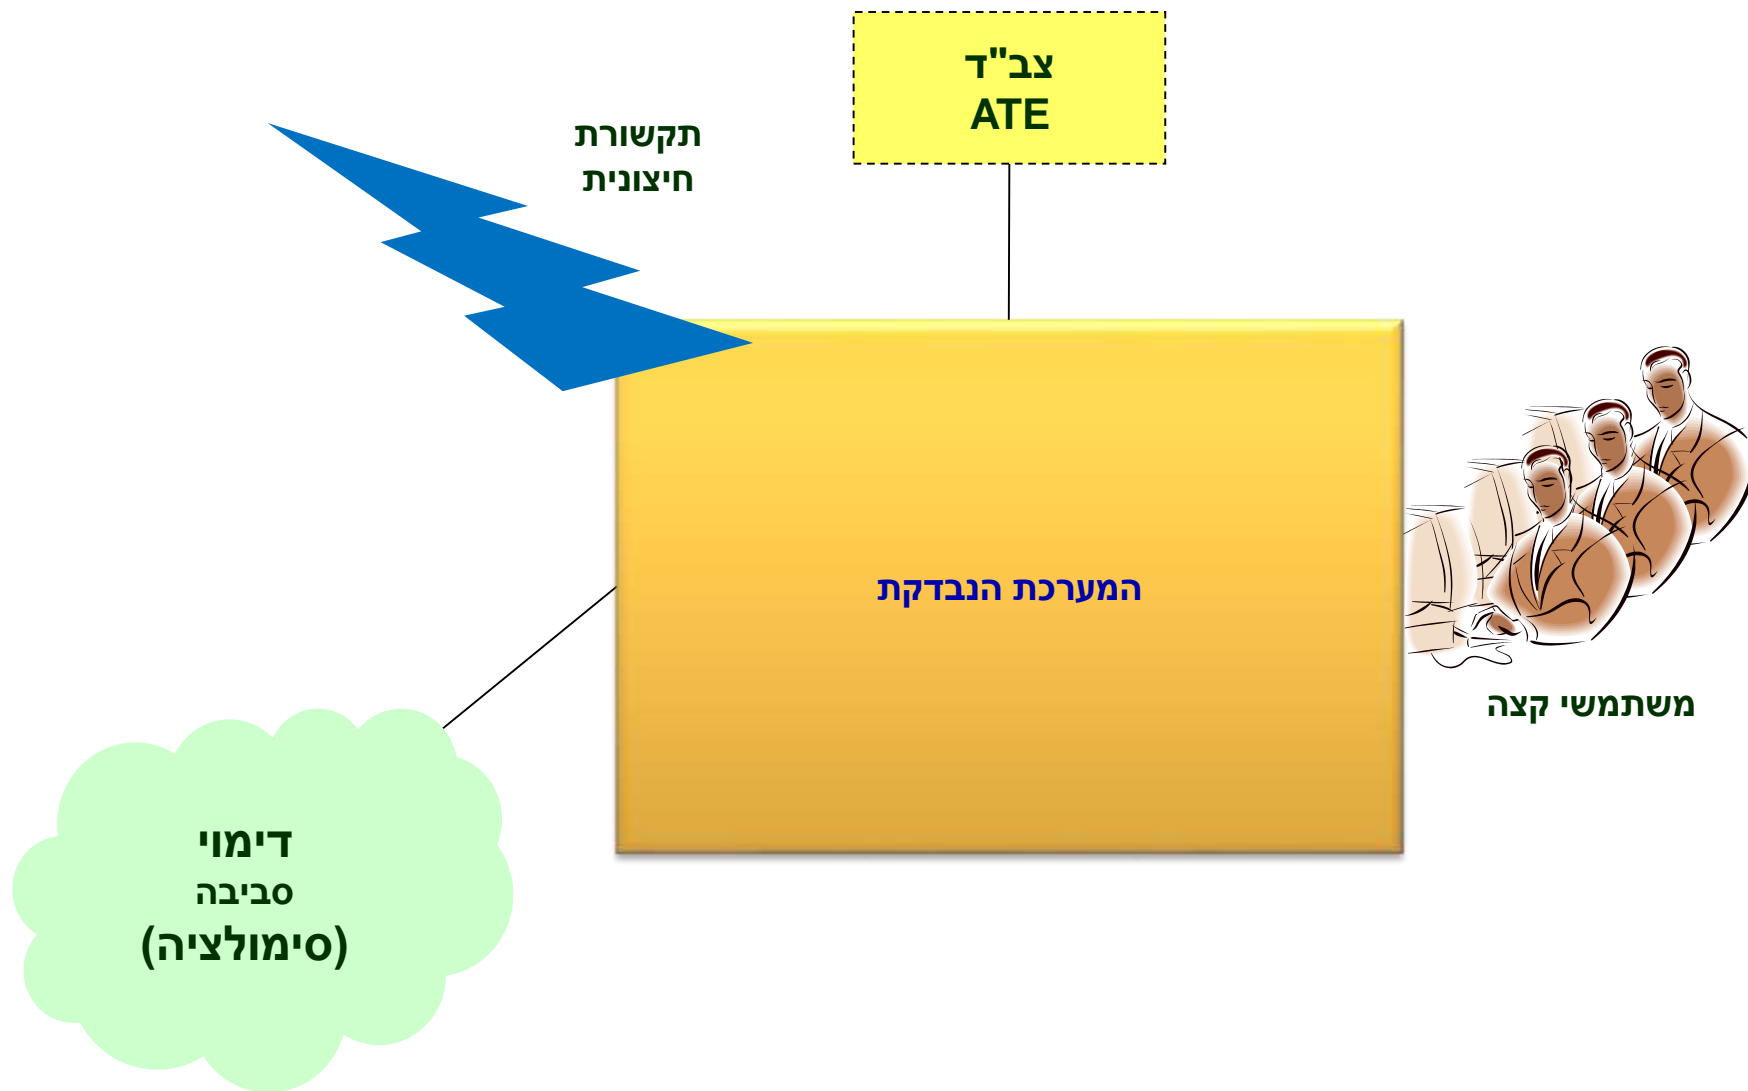 צב"ד
ATE
תקשורת
חיצונית
המערכת הנבדקת
משתמשי קצה
דימוי
סביבה
(סימולציה)